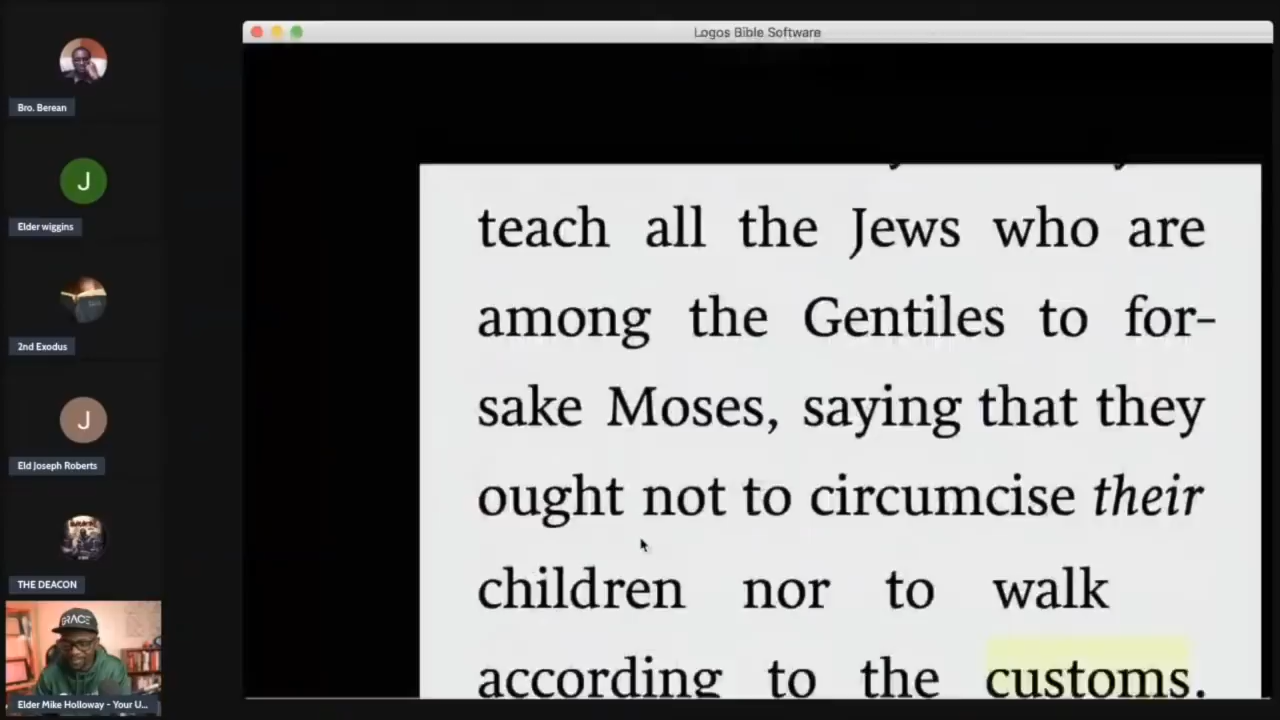 Logos Bible Software
Bro. Berean
J
Elder wiggins
2nd Exodus
J
Eld Joseph Roberts
THE DEACON
GRACE
Elder Mike Holloway - Your U...
teach all the Jews who are
among the Gentiles to for-
sake Moses, saying that they
ought not to circumcise their
children nor to walk
according to the customs.